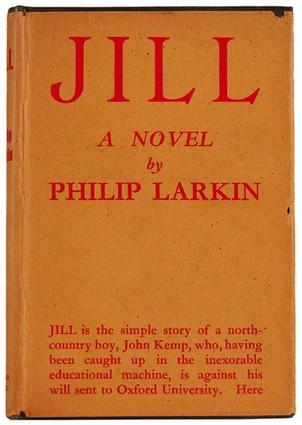 JILL
A NOVEL
by
PHILIP LARKIN
JILL is the simple story of a north-
country boy, John Kemp, who, having
been caught up in the inexorable
educational machine, is against his
will sent to Oxford University. Here